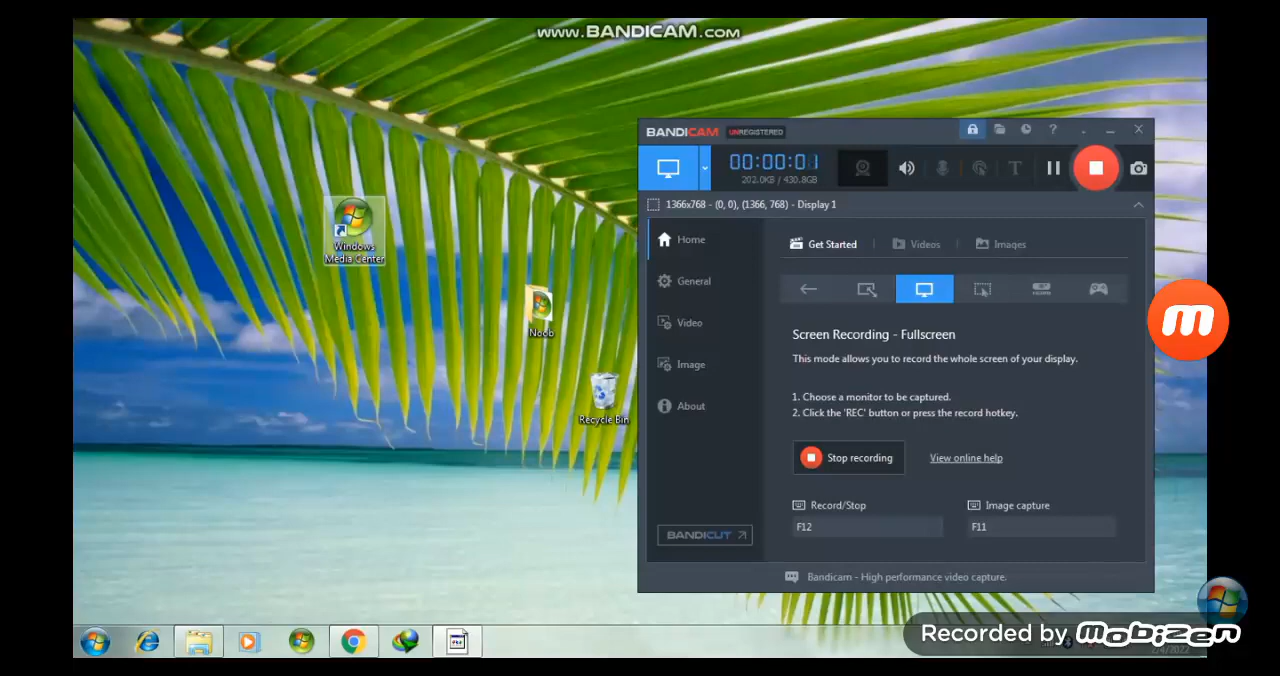 www.BANDICAM.com
BANDICAM UNREGISTERED
?
00:00:01
202.0KB / 430.8GB
T
1366x768 - (0, 0), (1366, 768) - Display 1
Home
Get Started
Videos
Images
General
Video
Image
About
Screen Recording - Fullscreen
This mode allows you to record the whole screen of your display.
1. Choose a monitor to be captured.
2. Click the 'REC' button or press the record hotkey.
Stop recording
View online help
Record/Stop
Image capture
F12
F11
BANDICUT
Bandicam - High performance video capture.
Windows
Media Center
Noob
Recycle Bin
m
Recorded by mobizen
2/4/2022